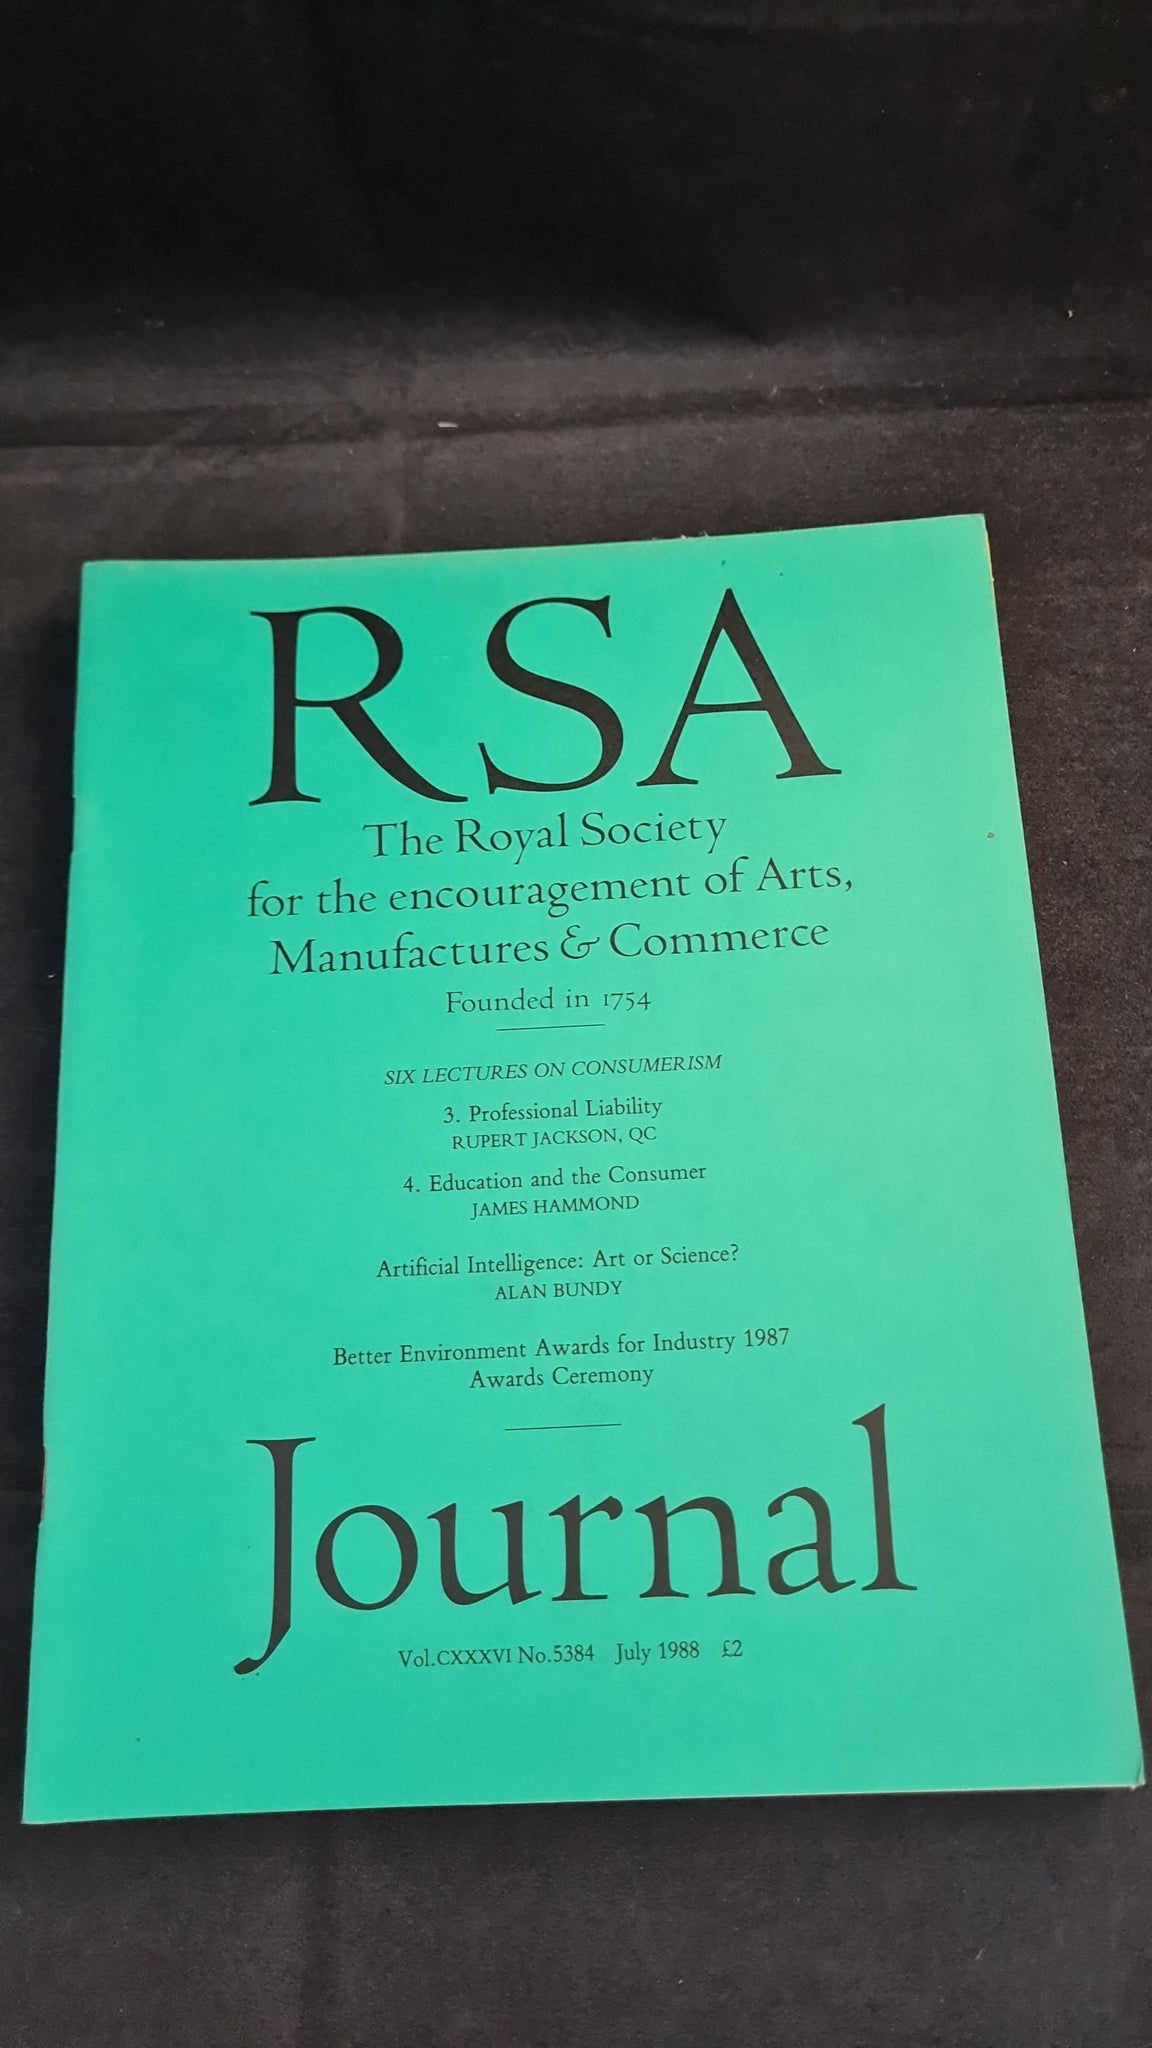 RSA
The Royal Society
for the encouragement of Arts,
Manufactures & Commerce
Founded in 1754
SIX LECTURES ON CONSUMERISM
3. Professional Liability
RUPERT JACKSON, QC
4. Education and the Consumer
JAMES HAMMOND
Artificial Intelligence: Art or Science?
ALAN BUNDY
Better Environment Awards for Industry 1987
Awards Ceremony
Journal
Vol.CXXXVI No.5384 July 1988 £2